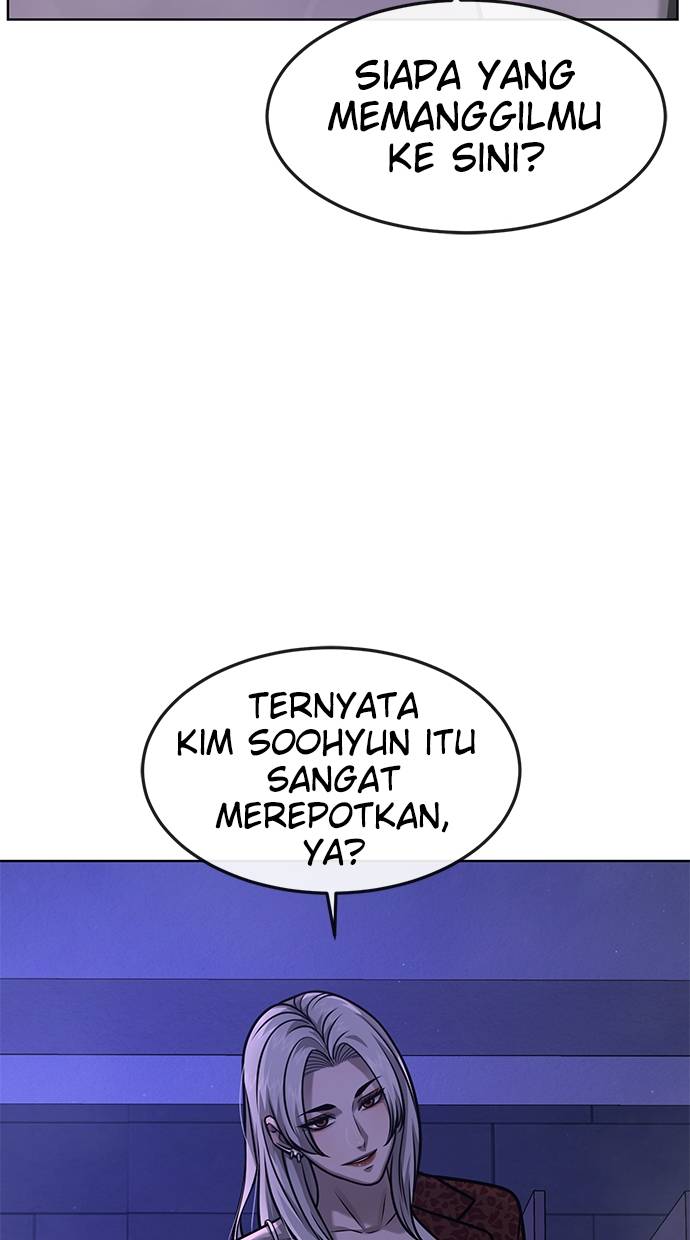 SIAPA YANG
MEMANGGILMU
KE SINI?
TERNYATA
KIM SOOHYUN ITU
SANGAT
MEREPOTKAN,
YA?